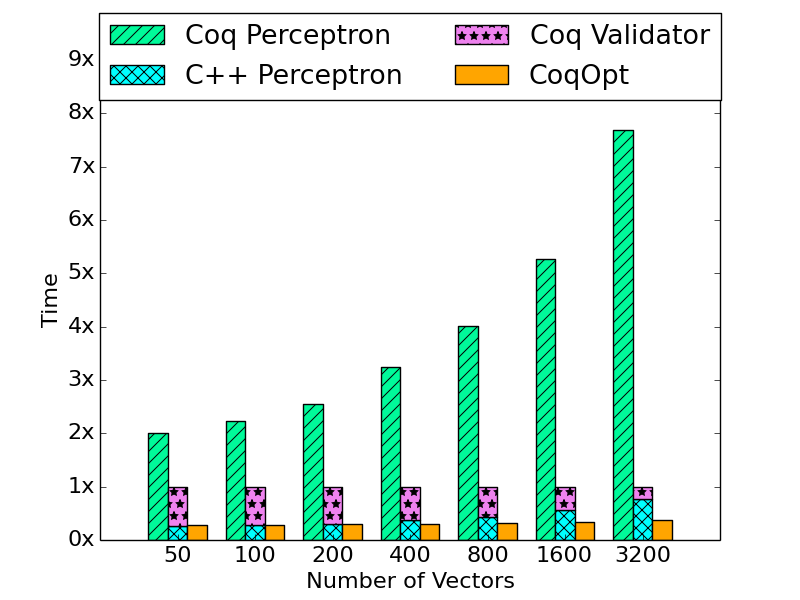 Coq Perceptron
Coq Validator
C++ Perceptron
CoqOpt
9x
8x
7x
6x
5x
4x
3x
2x
1x
0x
Time
50 100 200 400 800 1600 3200
Number of Vectors